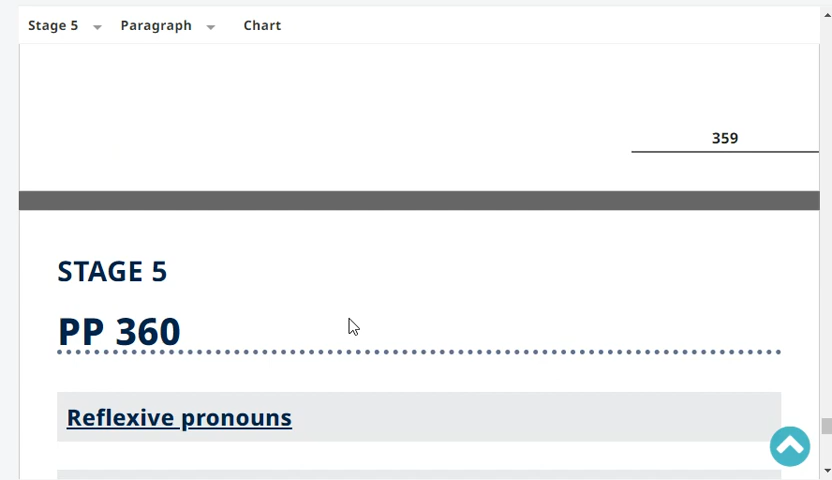 Stage 5 Paragraph Chart
359
STAGE 5
PP 360
Reflexive pronouns